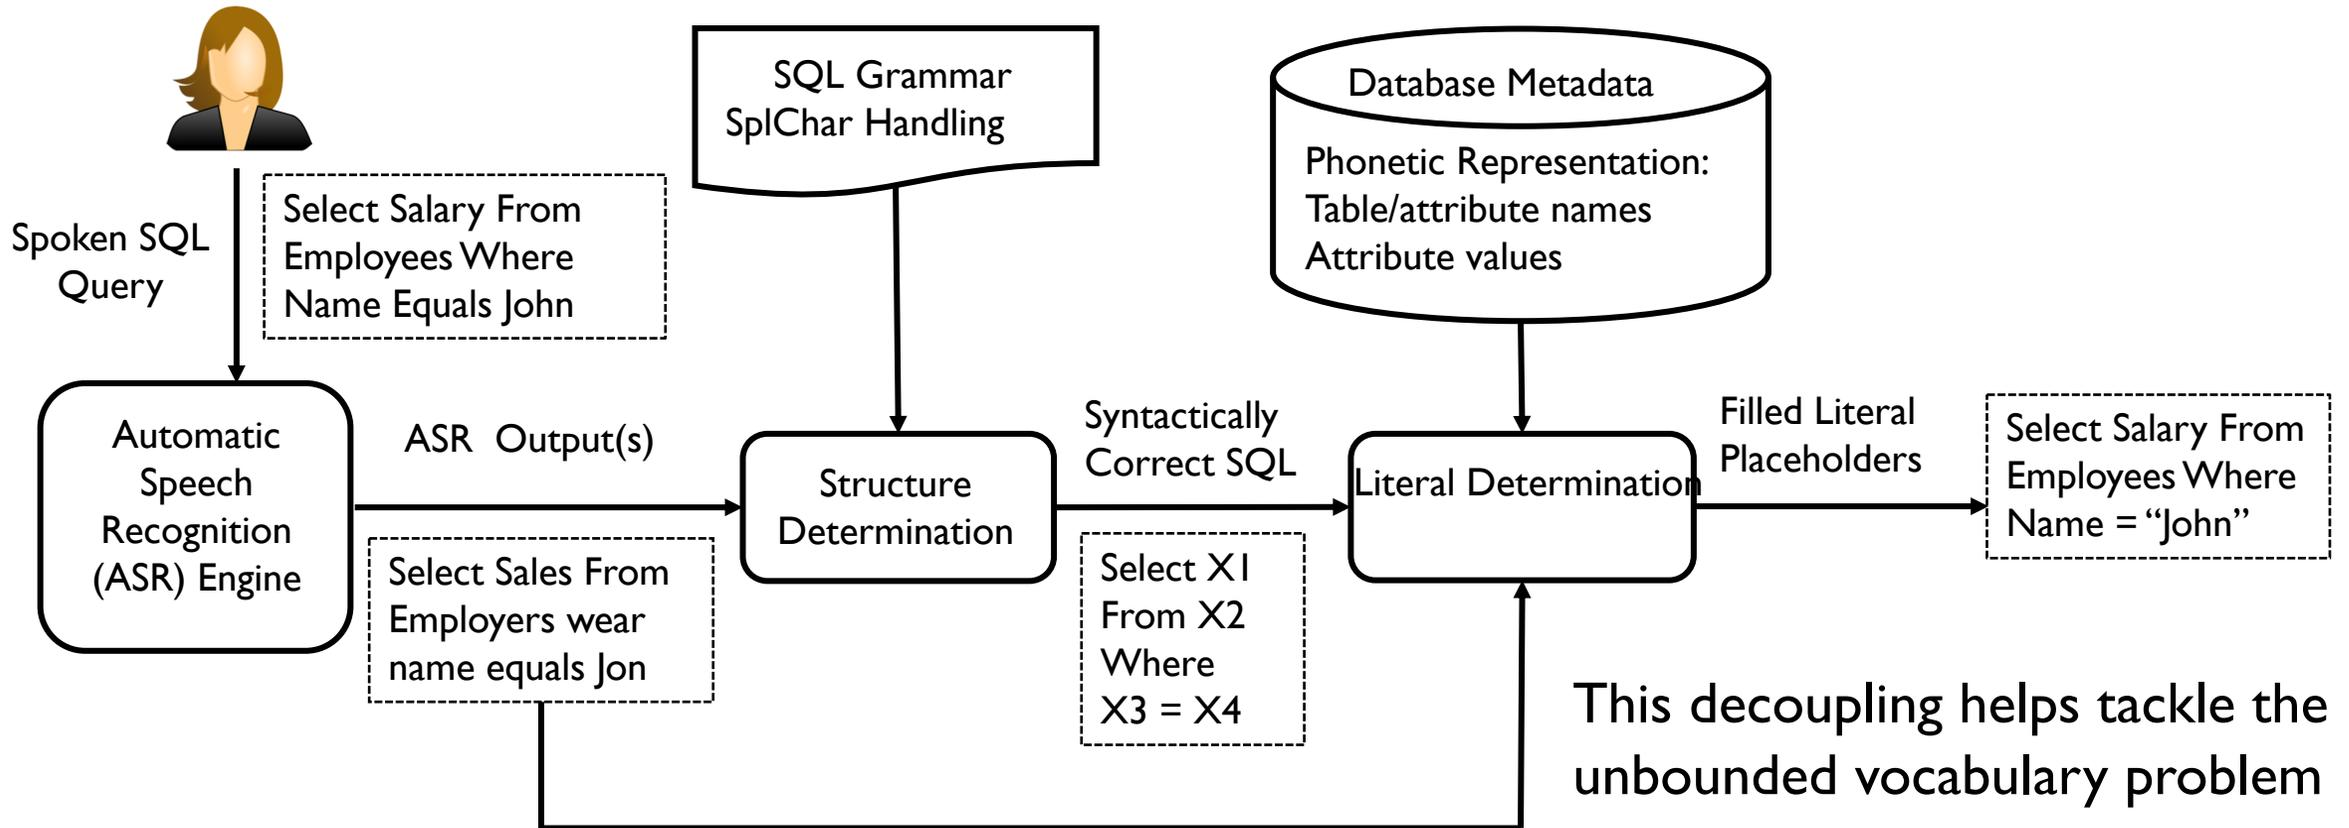 SQL Grammar
SplChar Handling
Database Metadata
Phonetic Representation:
Table/attribute names
Attribute values
Spoken SQL
Query
Select Salary From
Employees Where
Name Equals John
Automatic
Speech
Recognition
(ASR) Engine
ASR Output(s)
Select Sales From
Employers wear
name equals Jon
Structure
Determination
Syntactically
Correct SQL
Select X1
From X2
Where
X3 = X4
Literal Determination
Filled Literal
Placeholders
Select Salary From
Employees Where
Name = “John”
This decoupling helps tackle the
unbounded vocabulary problem